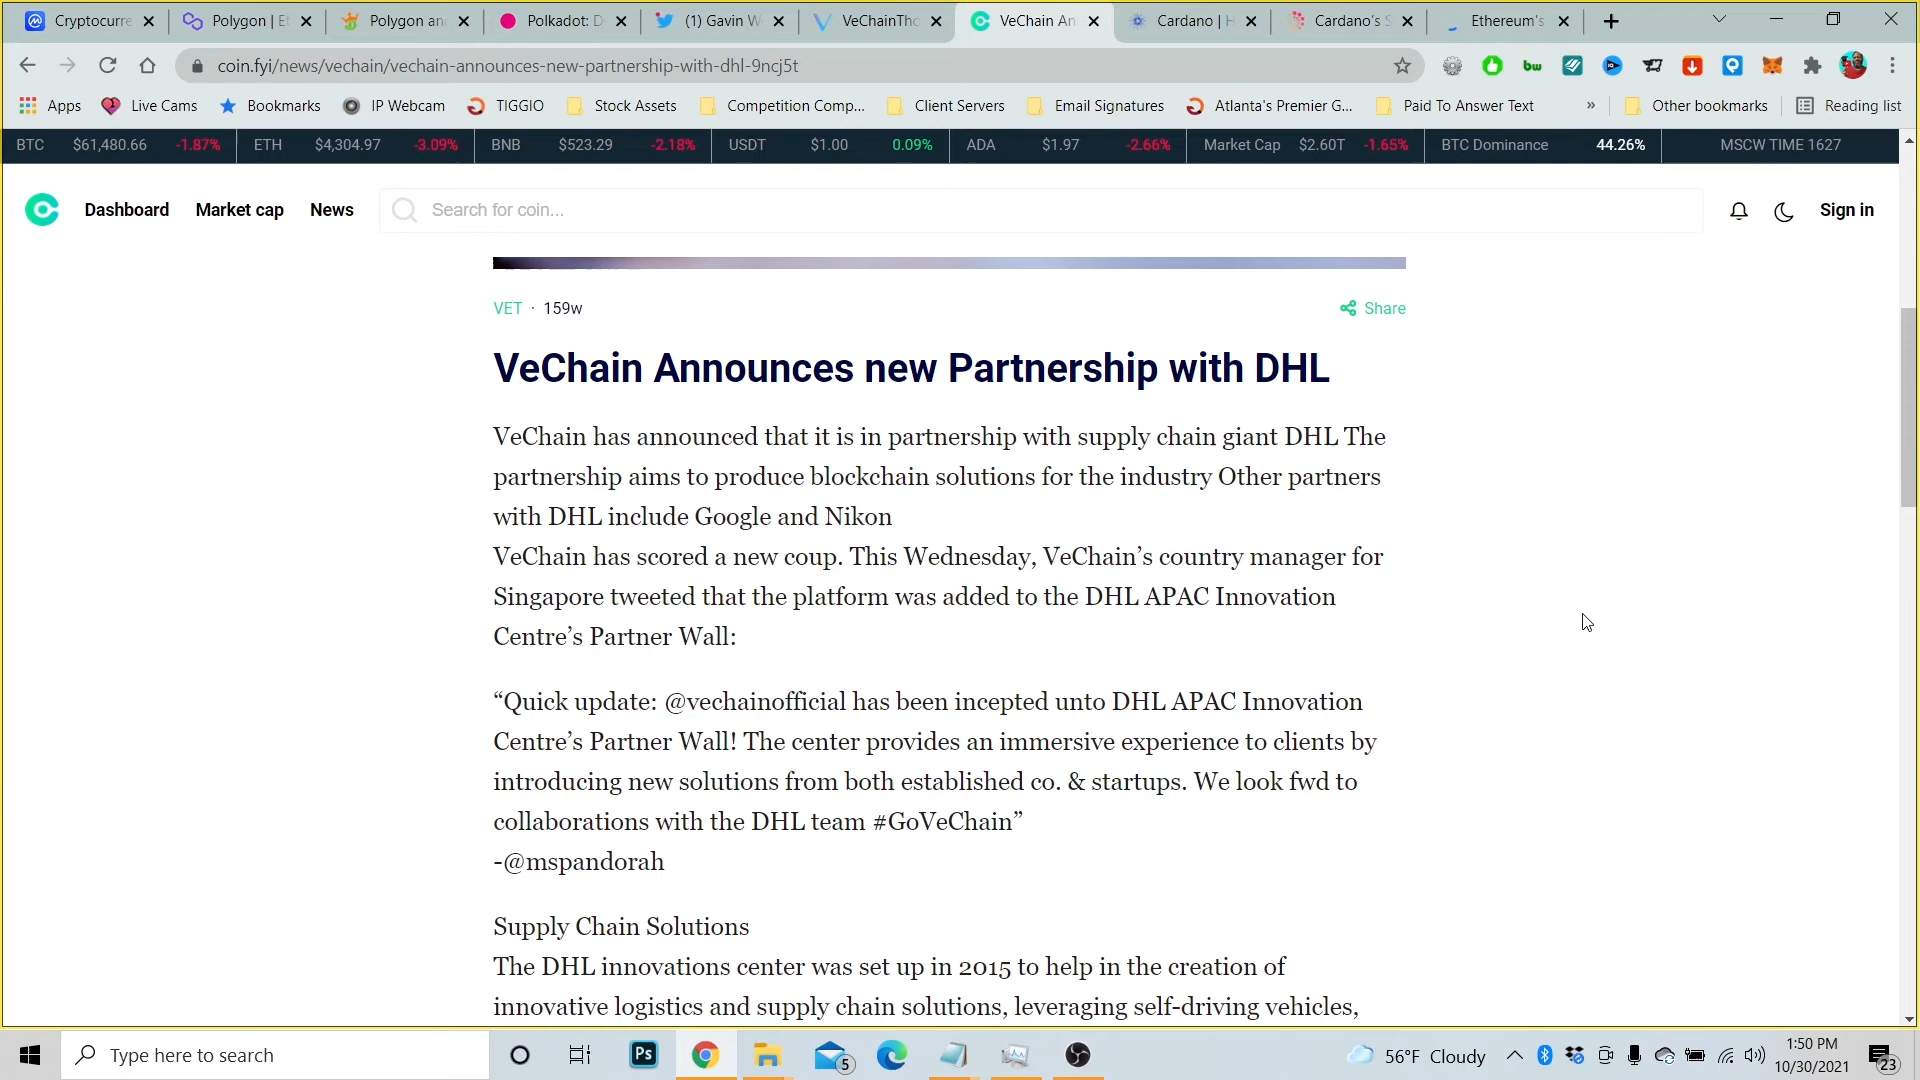 Cryptocurre
Polygon | Et
Polygon an
Polkadot: D
(1) Gavin W
VeChainTho
VeChain An
Cardano | H
Cardano's S
Ethereum's
coin.fyi/news/vechain/vechain-announces-new-partnership-with-dhl-9ncj5t
bw
Apps
Live Cams
Bookmarks
IP Webcam
TIGGIO
Stock Assets
Competition Comp...
Client Servers
Email Signatures
Atlanta's Premier G...
Paid To Answer Text
»
Other bookmarks
Reading list
BTC $61,480.66 -1.87%
ETH $4,304.97 -3.09%
BNB $523.29 -2.18%
USDT $1.00 0.09%
ADA $1.97 -2.66%
Market Cap $2.60T -1.65%
BTC Dominance 44.26%
MSCW TIME 1627
Dashboard
Market cap
News
Search for coin...
Sign in
VET · 159w
Share
VeChain Announces new Partnership with DHL
VeChain has announced that it is in partnership with supply chain giant DHL The
partnership aims to produce blockchain solutions for the industry Other partners
with DHL include Google and Nikon
VeChain has scored a new coup. This Wednesday, VeChain’s country manager for
Singapore tweeted that the platform was added to the DHL APAC Innovation
Centre’s Partner Wall:
“Quick update: @vechainofficial has been incepted unto DHL APAC Innovation
Centre’s Partner Wall! The center provides an immersive experience to clients by
introducing new solutions from both established co. & startups. We look fwd to
collaborations with the DHL team #GoVeChain”
-@mspandorah
Supply Chain Solutions
The DHL innovations center was set up in 2015 to help in the creation of
innovative logistics and supply chain solutions, leveraging self-driving vehicles,
Type here to search
Ps
5
56°F Cloudy
1:50 PM
10/30/2021
23